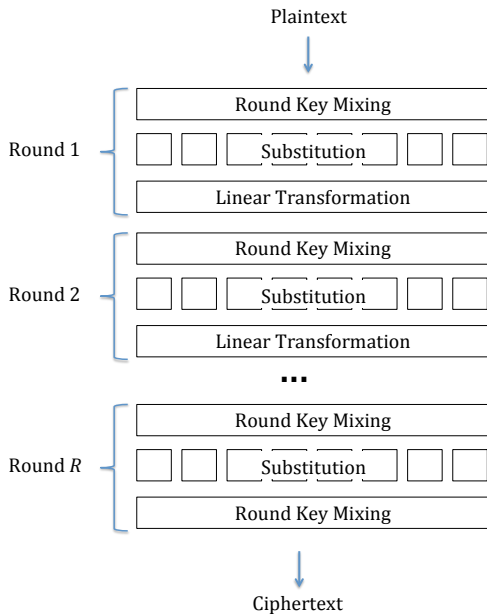 Plaintext
Round Key Mixing
Round 1
Substitution
Linear Transformation
Round Key Mixing
Round 2
Substitution
Linear Transformation
...
Round Key Mixing
Round R
Substitution
Round Key Mixing
Ciphertext